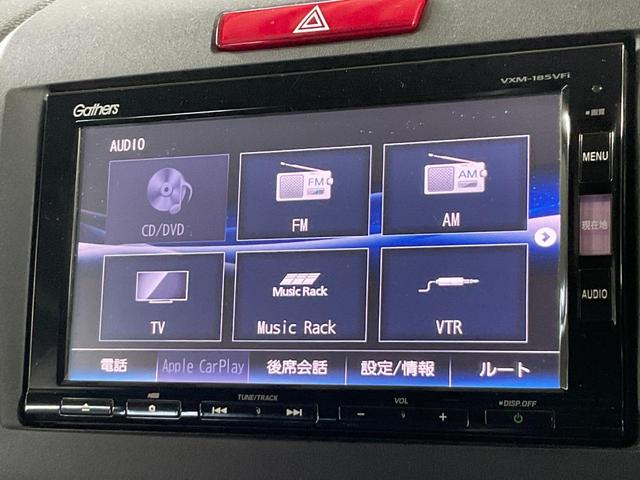 VXM-185VFi
Gathers
画質
AUDIO
MENU
FM
AM
CD/DVD
FM
AM
現在地
Music Rack
TV
Music Rack
VTR
AUDIO
電話
Apple CarPlay
後席会話
設定/情報
ルート
TUNE/TRACK
VOL
DISP.OFF